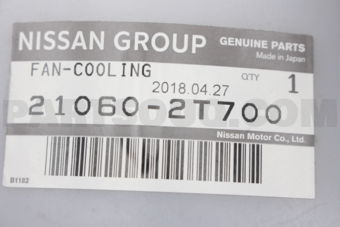 NISSAN GROUP
GENUINE PARTS
Made in Japan
FAN-COOLING
2018.04.27
QTY
1
21060-2T700
Nissan Motor Co., Ltd.
B1102